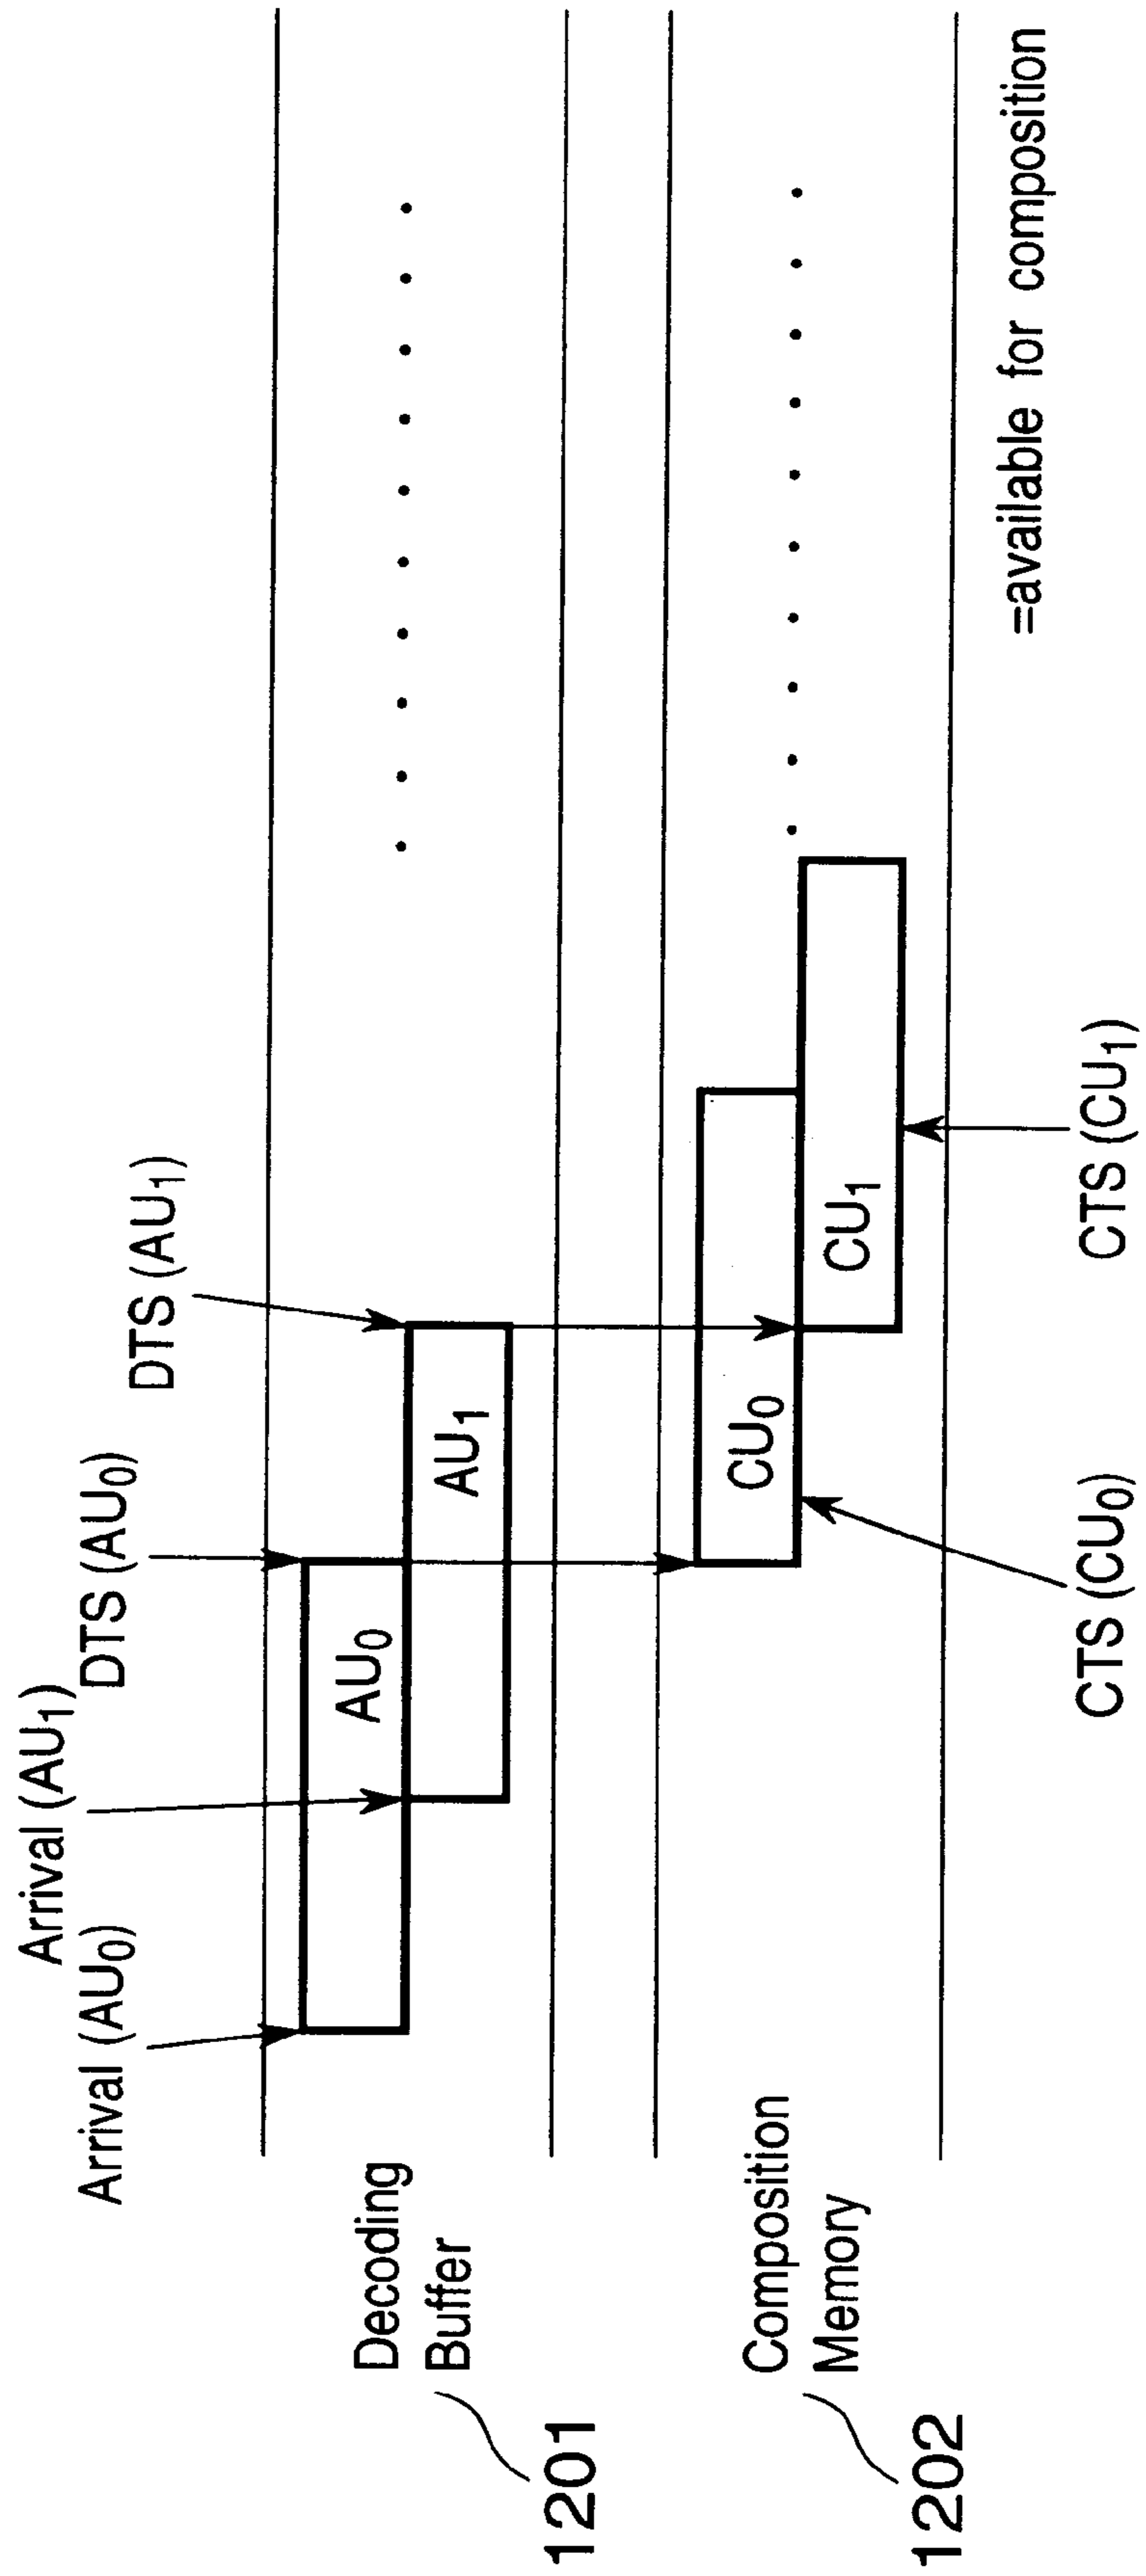 Arrival (AU1)
Arrival (AU0)
DTS (AU0)
DTS (AU1)
Decoding
Buffer
1201
AU0
AU1
Composition
Memory
1202
CU0
CU1
CTS (CU0)
CTS (CU1)
=available for composition